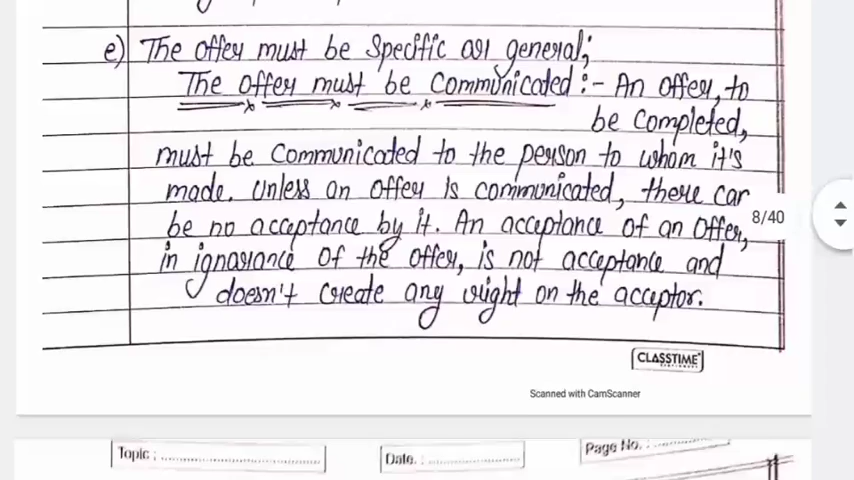 e) The offer must be specific or general;
The offer must be communicated :- An offer, to
be completed,
must be communicated to the person to whom it's
made. Unless an offer is communicated, there can
be no acceptance by it. An acceptance of an offer,
8/40
in ignorance of the offer, is not acceptance and
doesn't create any right on the acceptor.
CLASSTIME
Scanned with CamScanner
Topic :
Date. :
Page No. :